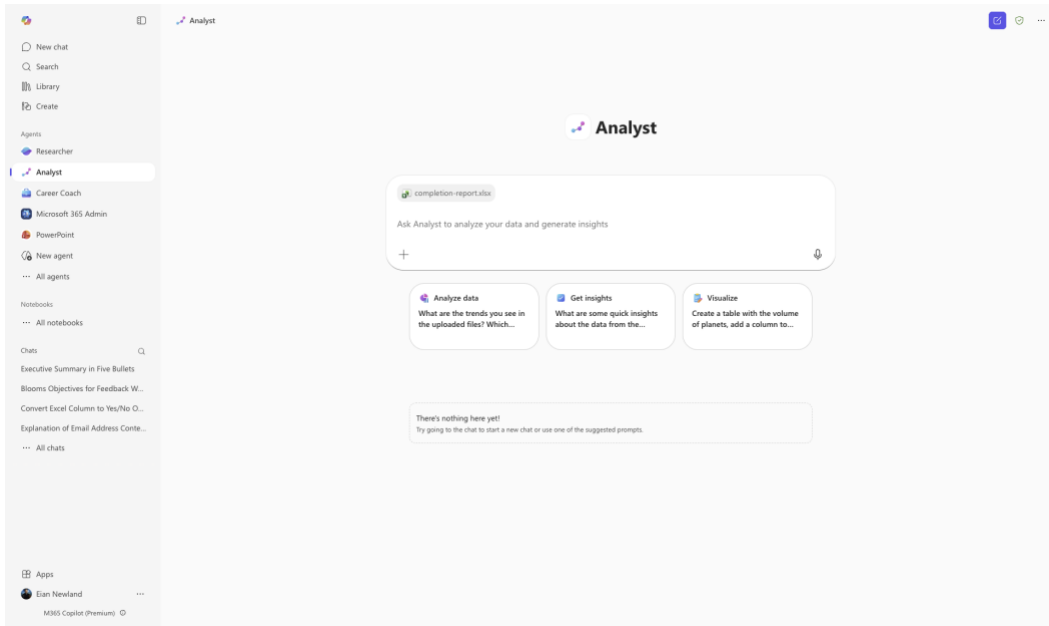 Analyst
New chat
Search
Library
Create
Agents
Researcher
Analyst
Career Coach
Microsoft 365 Admin
PowerPoint
New agent
All agents
Notebooks
All notebooks
Chats
Executive Summary in Five Bullets
Blooms Objectives for Feedback W...
Convert Excel Column to Yes/No O...
Explanation of Email Address Conte...
All chats
Apps
Eian Newland
M365 Copilot (Premium)
Analyst
completion-report.xlsx
Ask Analyst to analyze your data and generate insights
Analyze data
What are the trends you see in
the uploaded files? Which...
Get insights
What are some quick insights
about the data from the...
Visualize
Create a table with the volume
of planets, add a column to...
There's nothing here yet!
Try going to the chat to start a new chat or use one of the suggested prompts.